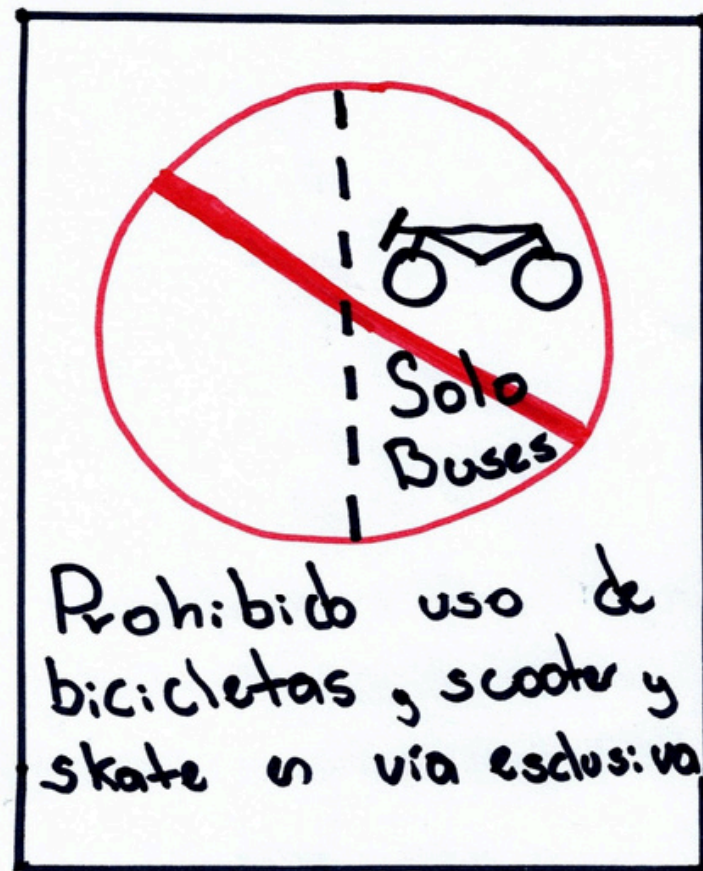 Solo
Buses
Prohibido uso de
bicicletas, scooter y
skate en vía esclusiva